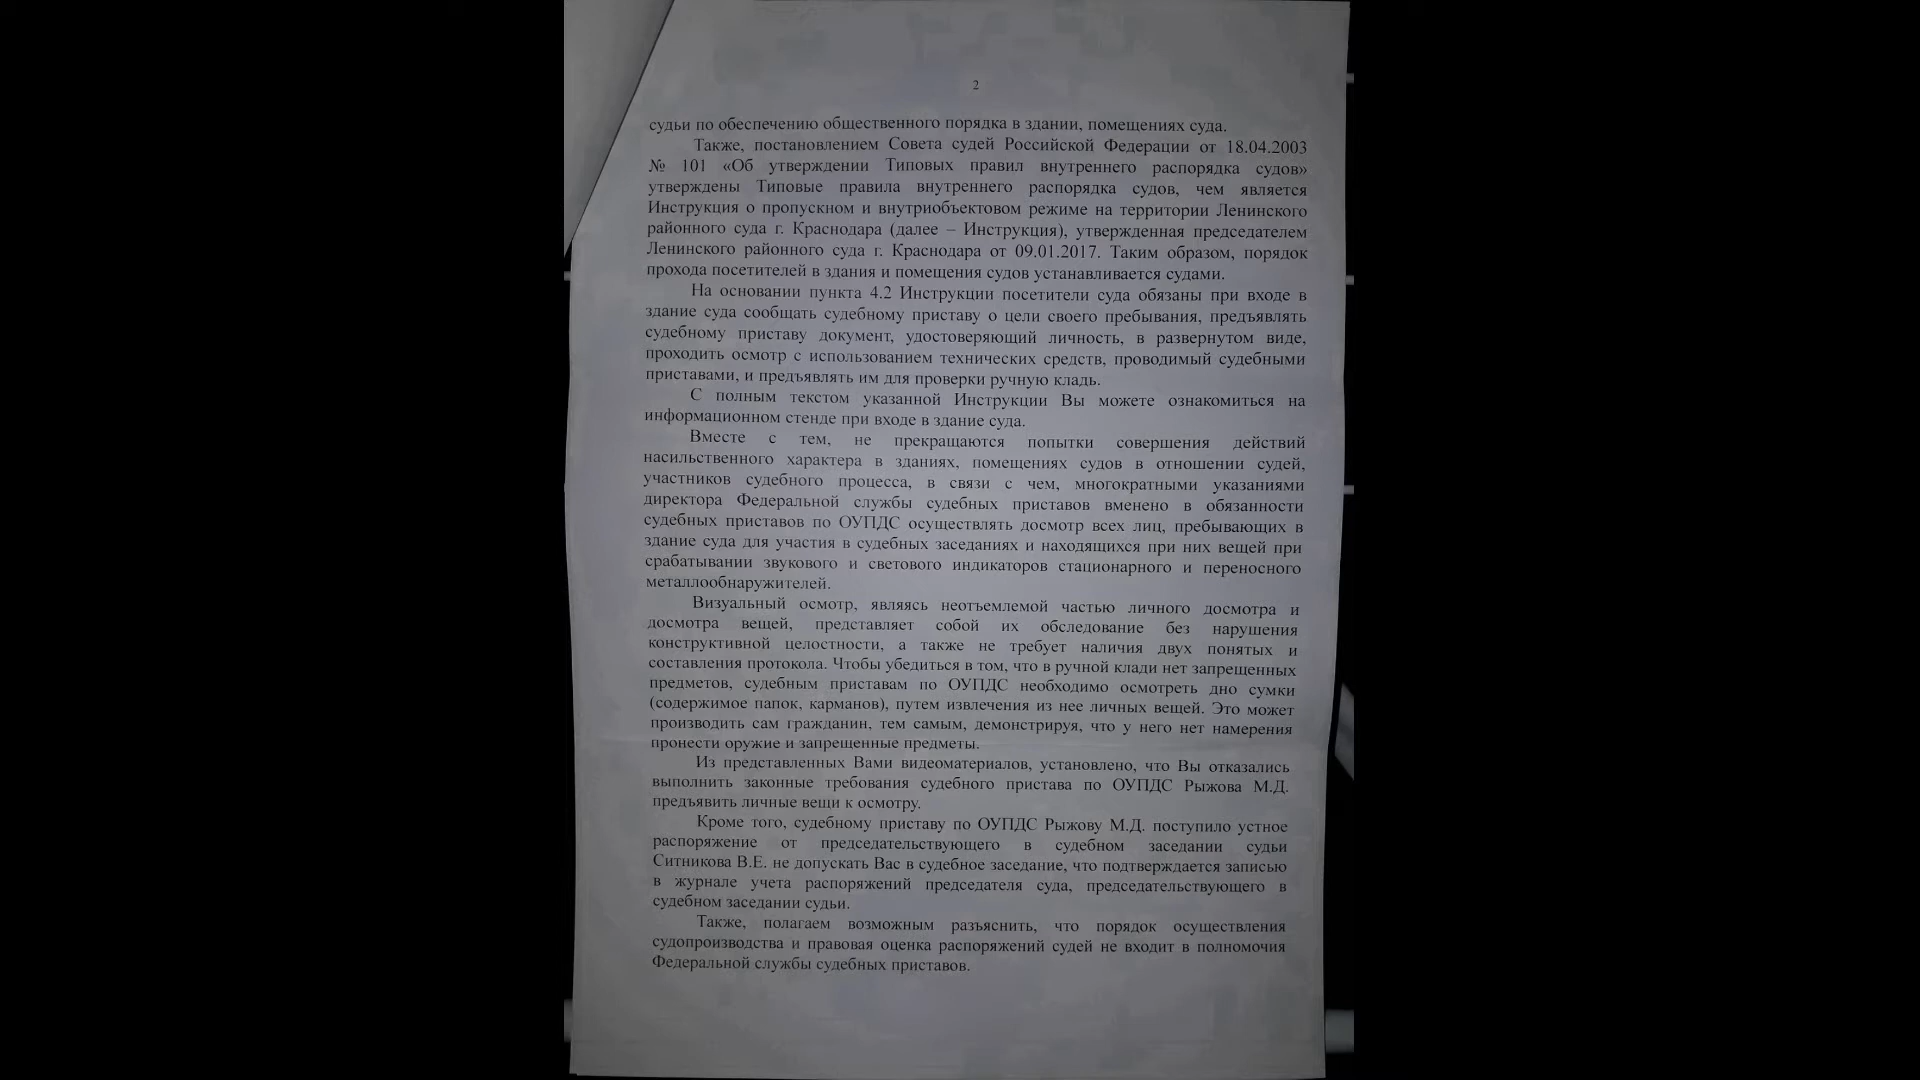 2
судьи по обеспечению общественного порядка в здании, помещениях суда.
Также, постановлением Совета судей Российской Федерации от 18.04.2003
№ 101 «Об утверждении Типовых правил внутреннего распорядка судов»
утверждены Типовые правила внутреннего распорядка судов, чем является
Инструкция о пропускном и внутриобъектовом режиме на территории Ленинского
районного суда г. Краснодара (далее – Инструкция), утвержденная председателем
Ленинского районного суда г. Краснодара от 09.01.2017. Таким образом, порядок
прохода посетителей в здания и помещения судов устанавливается судами.
На основании пункта 4.2 Инструкции посетители суда обязаны при входе в
здание суда сообщать судебному приставу о цели своего пребывания, предъявлять
судебному приставу документ, удостоверяющий личность, в развернутом виде,
проходить осмотр с использованием технических средств, проводимый судебными
приставами, и предъявлять им для проверки ручную кладь.
С полным текстом указанной Инструкции Вы можете ознакомиться на
информационном стенде при входе в здание суда.
Вместе с тем, не прекращаются попытки совершения действий
насильственного характера в зданиях, помещениях судов в отношении судей,
участников судебного процесса, в связи с чем, многократными указаниями
директора Федеральной службы судебных приставов вменено в обязанности
судебных приставов по ОУПДС осуществлять досмотр всех лиц, пребывающих в
здание суда для участия в судебных заседаниях и находящихся при них вещей при
срабатывании звукового и светового индикаторов стационарного и переносного
металлообнаружителей.
Визуальный осмотр, являясь неотъемлемой частью личного досмотра и
досмотра вещей, представляет собой их обследование без нарушения
конструктивной целостности, а также не требует наличия двух понятых и
составления протокола. Чтобы убедиться в том, что в ручной клади нет запрещенных
предметов, судебным приставам по ОУПДС необходимо осмотреть дно сумки
(содержимое папок, карманов), путем извлечения из нее личных вещей. Это может
производить сам гражданин, тем самым, демонстрируя, что у него нет намерения
пронести оружие и запрещенные предметы.
Из представленных Вами видеоматериалов, установлено, что Вы отказались
выполнить законные требования судебного пристава по ОУПДС Рыжова М.Д.
предъявить личные вещи к осмотру.
Кроме того, судебному приставу по ОУПДС Рыжову М.Д. поступило устное
распоряжение от председательствующего в судебном заседании судьи
Ситникова В.Е. не допускать Вас в судебное заседание, что подтверждается записью
в журнале учета распоряжений председателя суда, председательствующего в
судебном заседании судьи.
Также, полагаем возможным разъяснить, что порядок осуществления
судопроизводства и правовая оценка распоряжений судей не входит в полномочия
Федеральной службы судебных приставов.